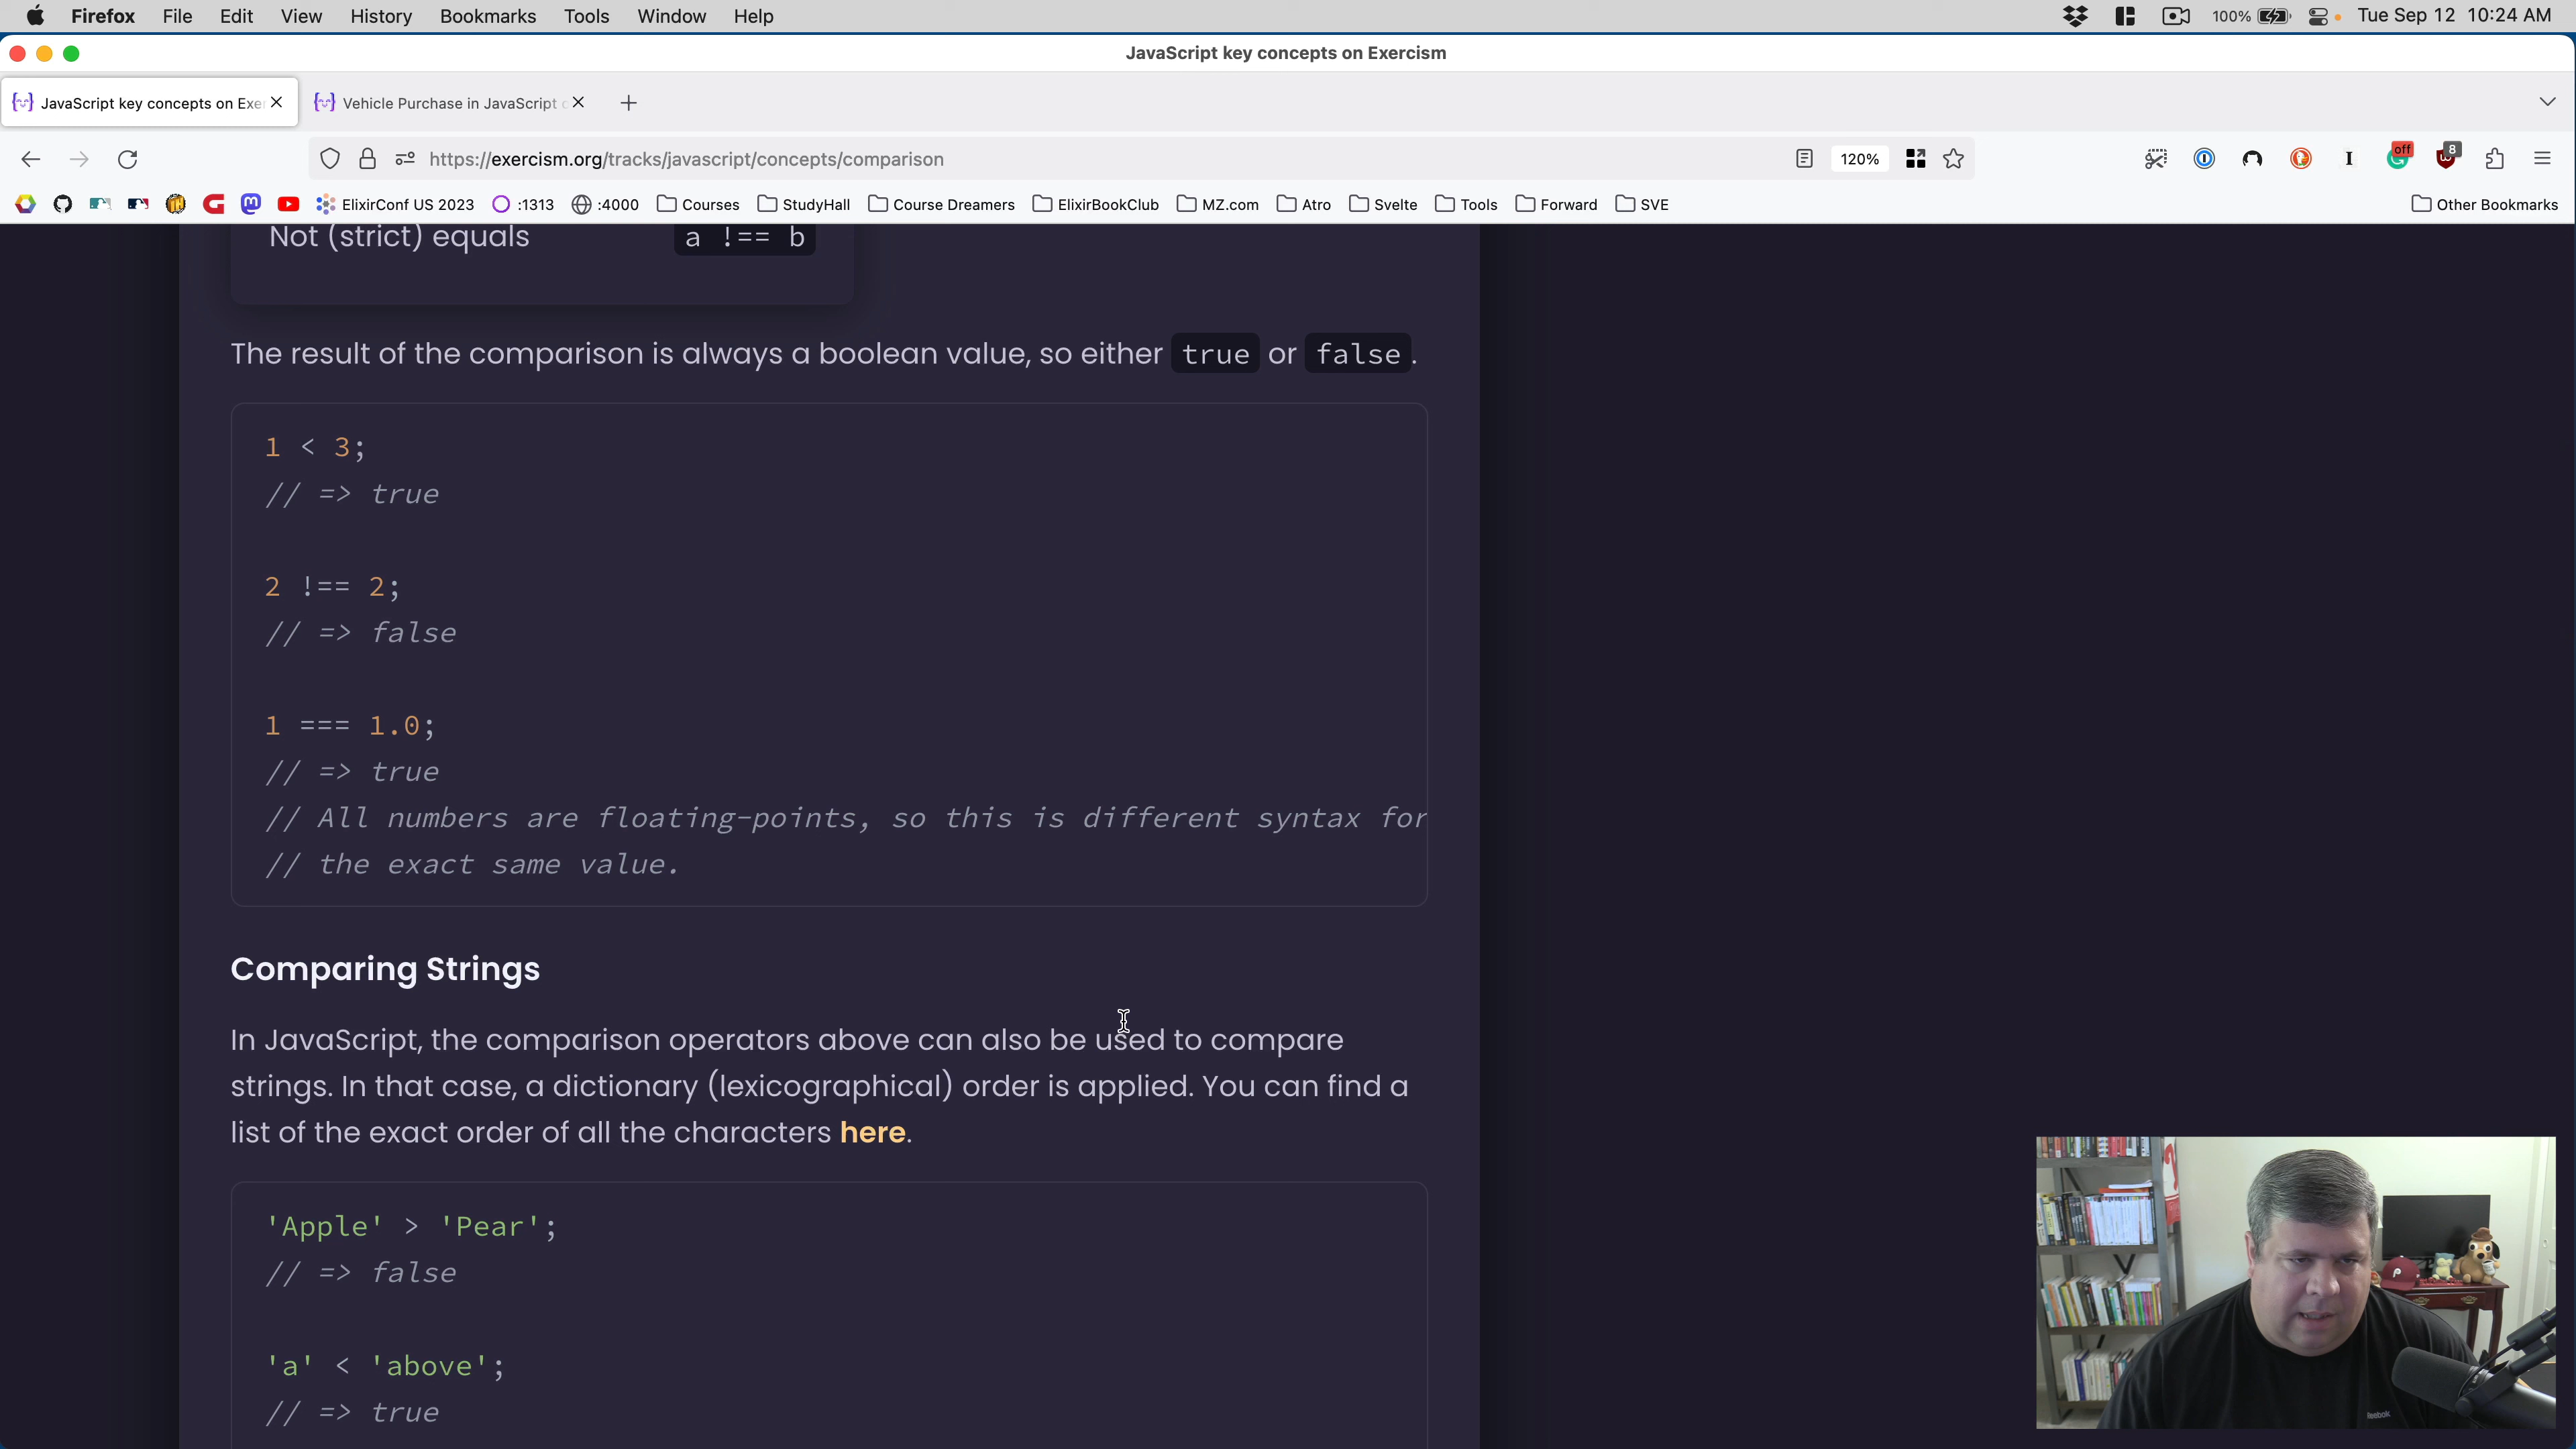 Firefox File Edit View History Bookmarks Tools Window Help 100% Tue Sep 12 10:24 AM
JavaScript key concepts on Exercism
JavaScript key concepts on Exe Vehicle Purchase in JavaScript
https://exercism.org/tracks/javascript/concepts/comparison 120% off 8
ElixirConf US 2023 :1313 :4000 Courses StudyHall Course Dreamers ElixirBookClub MZ.com Atro Svelte Tools Forward SVE Other Bookmarks
Not (strict) equals a !== b
The result of the comparison is always a boolean value, so either true or false.
1 < 3;
// => true
2 !== 2;
// => false
1 === 1.0;
// => true
// All numbers are floating-points, so this is different syntax for
// the exact same value.
Comparing Strings
In JavaScript, the comparison operators above can also be used to compare
strings. In that case, a dictionary (lexicographical) order is applied. You can find a
list of the exact order of all the characters here.
'Apple' > 'Pear';
// => false
'a' < 'above';
// => true
Reebok